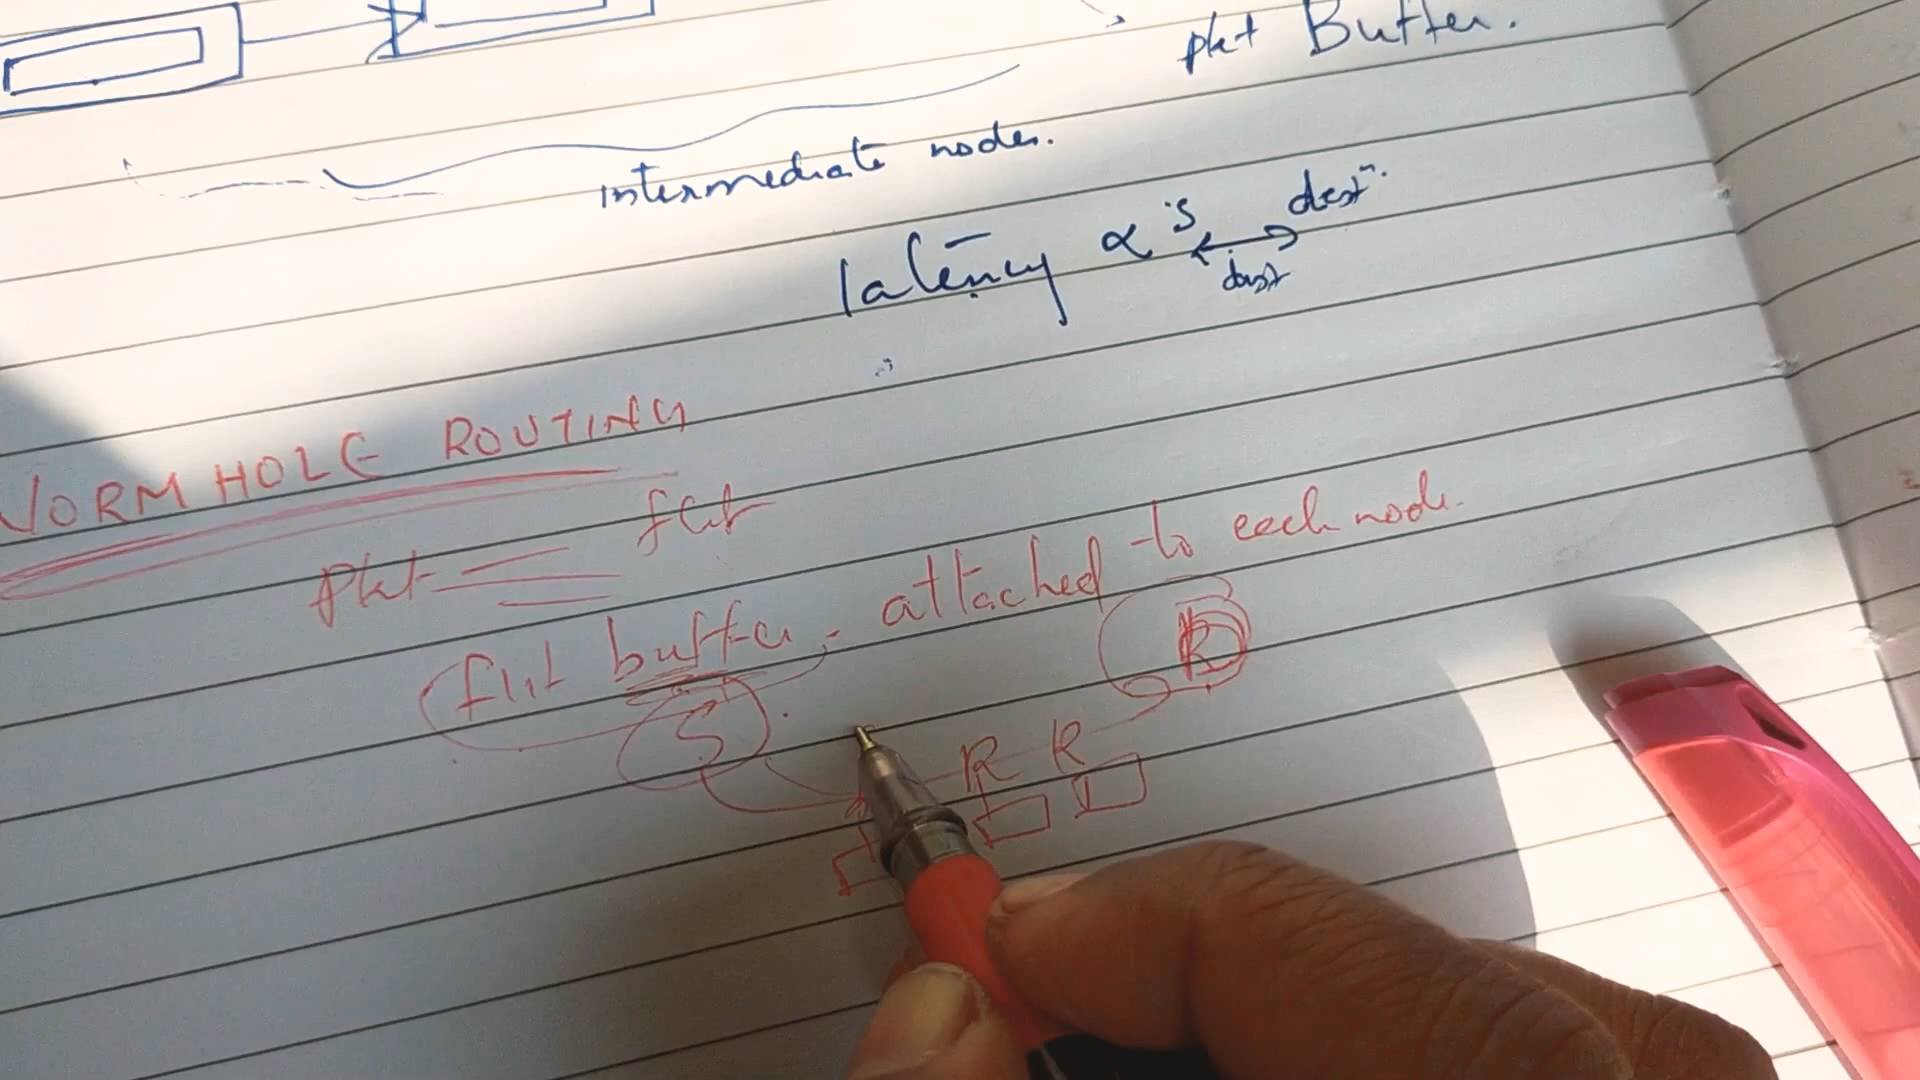 pkt Buffer.
intermediate nodes.
latency ∝ S dest^n.
dist
WORMHOLE ROUTING
pkt flit
flit buffer - attached to each node.
S R R